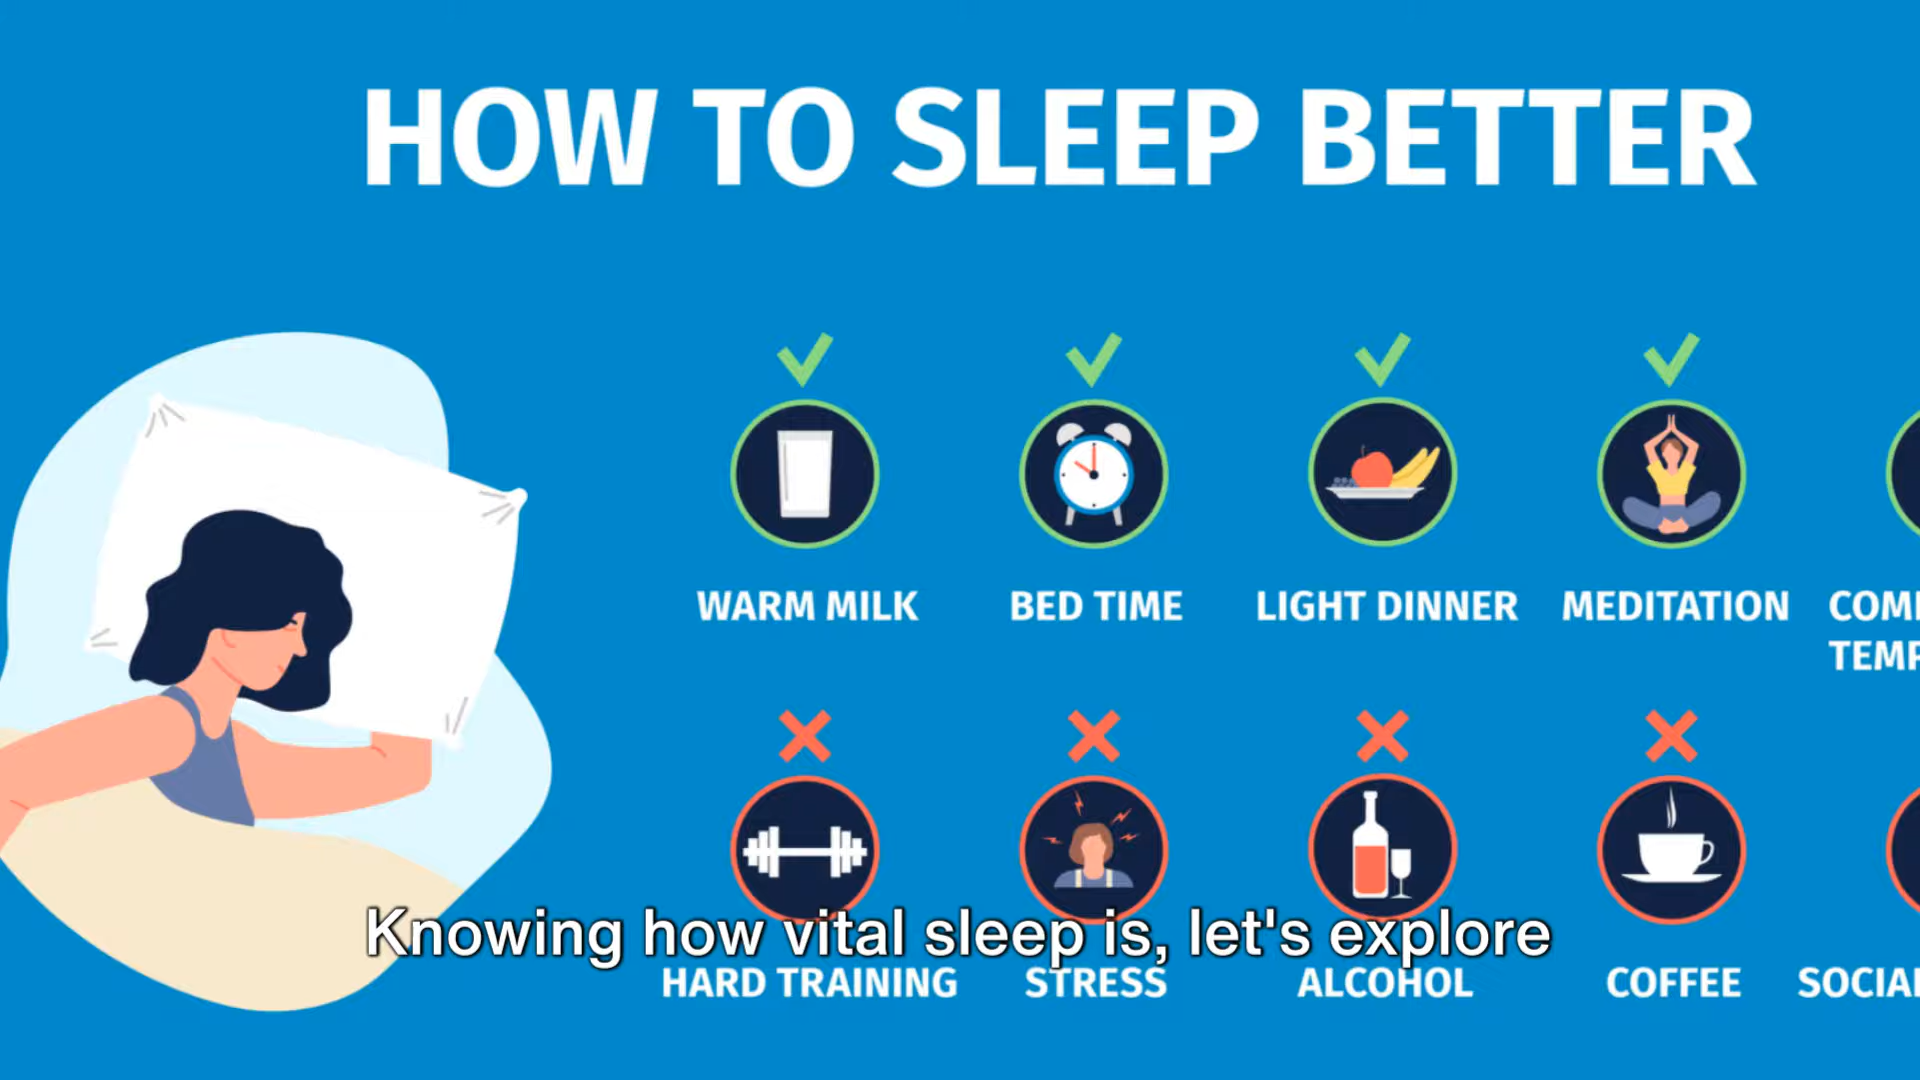 HOW TO SLEEP BETTER
WARM MILK
BED TIME
LIGHT DINNER
MEDITATION
Knowing how vital sleep is, let's explore
HARD TRAINING
STRESS
ALCOHOL
COFFEE